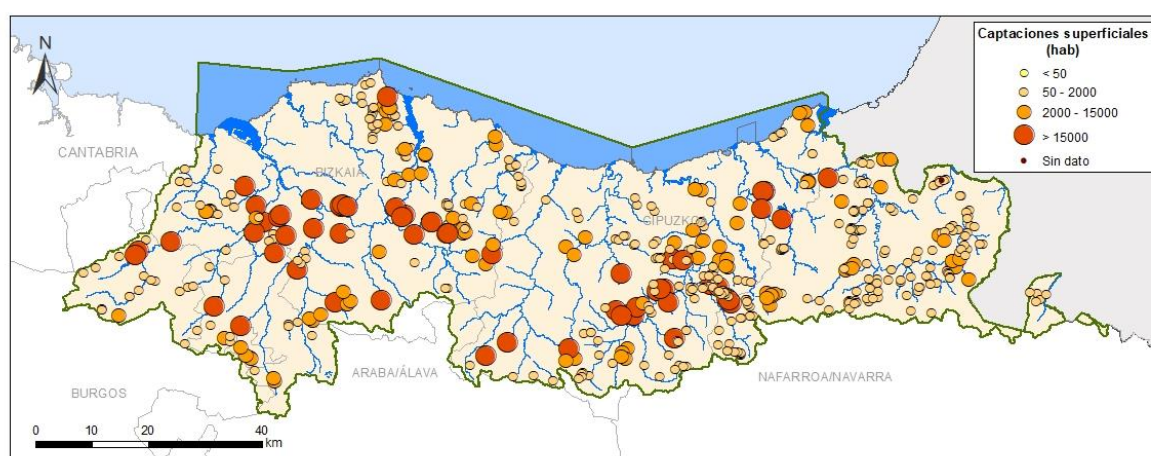 Captaciones superficiales
(hab)
< 50
50 - 2000
2000 - 15000
> 15000
Sin dato
N
CANTABRIA
BIZKAIA
GIPUZKOA
ARABA/ÁLAVA
NAFARROA/NAVARRA
BURGOS
0 10 20 40
km